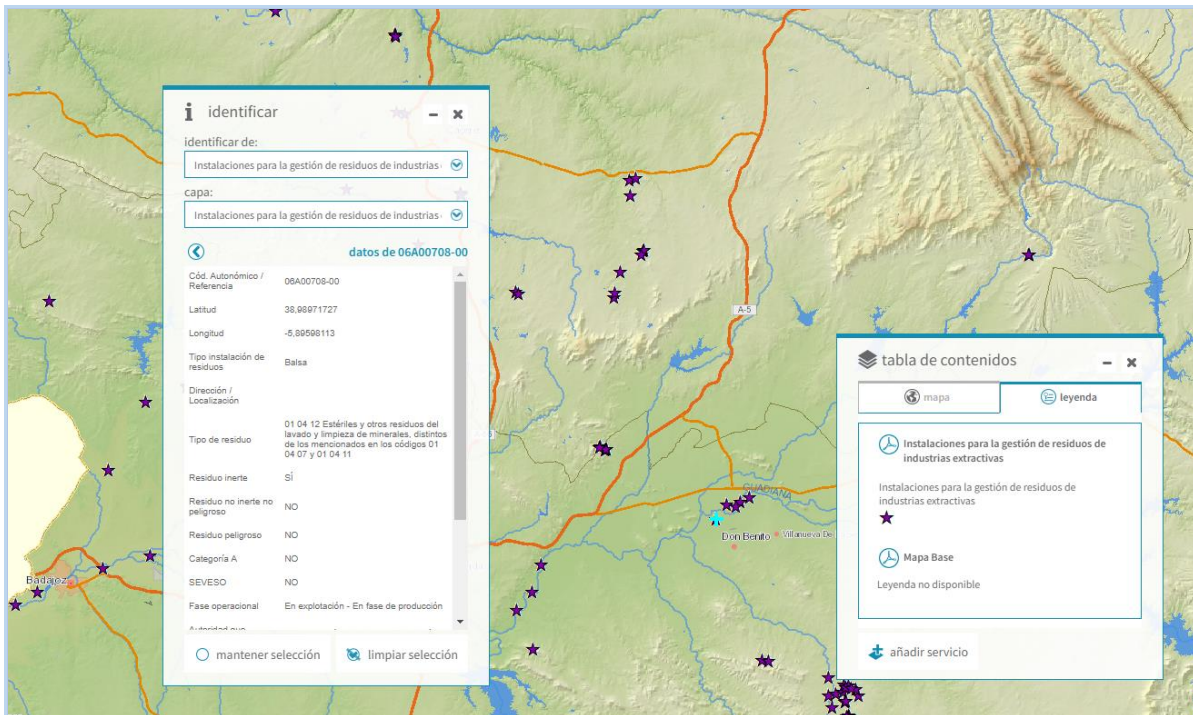 identificar
identificar de:
Instalaciones para la gestión de residuos de industrias
capa:
Instalaciones para la gestión de residuos de industrias
datos de 06A00708-00
Cód. Autonómico /
Referencia
06A00708-00
Latitud
38,98971727
Longitud
-5,89598113
Tipo instalación de
residuos
Balsa
Dirección /
Localización
Tipo de residuo
01 04 12 Estériles y otros residuos del
lavado y limpieza de minerales, distintos
de los mencionados en los códigos 01
04 07 y 01 04 11
Residuo inerte
SÍ
Residuo no inerte no
peligroso
NO
Residuo peligroso
NO
Categoría A
NO
SEVESO
NO
Fase operacional
En explotación - En fase de producción
mantener selección
limpiar selección
A-5
GUADIANA
Don Benito
Villanueva De
Badajoz
tabla de contenidos
mapa
leyenda
Instalaciones para la gestión de residuos de
industrias extractivas
Instalaciones para la gestión de residuos de
industrias extractivas
Mapa Base
Leyenda no disponible
añadir servicio